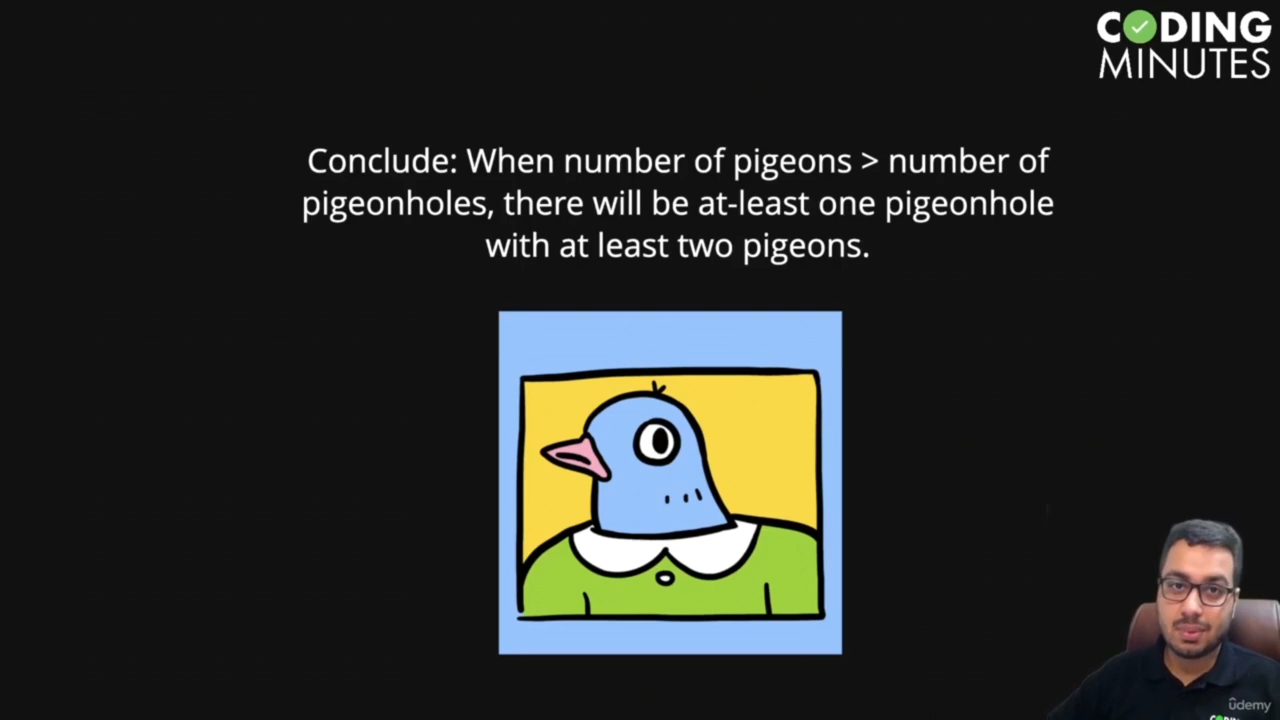 CODING
MINUTES
Conclude: When number of pigeons > number of
pigeonholes, there will be at-least one pigeonhole
with at least two pigeons.
ûdemy